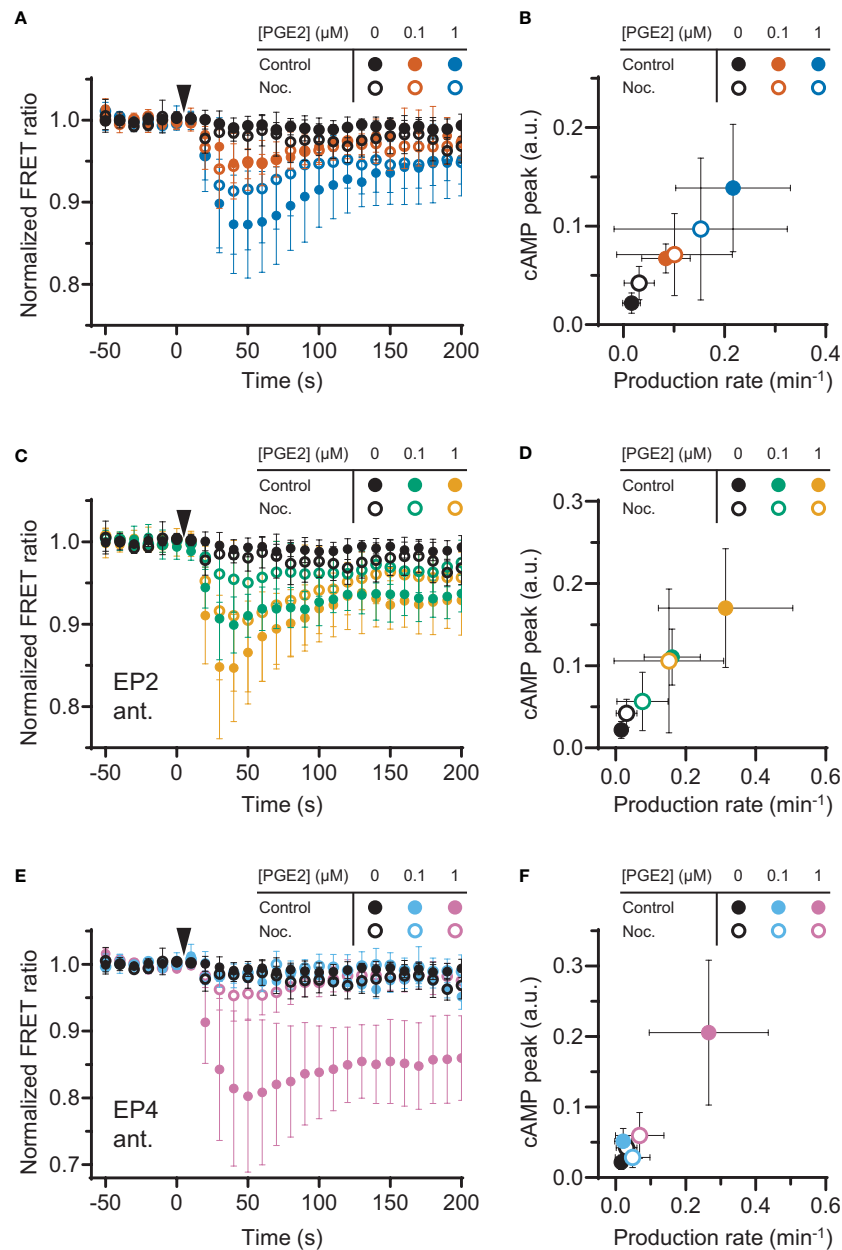 A
[PGE2] (µM) 0 0.1 1
Control
Noc.
Normalized FRET ratio
1.0
0.9
0.8
-50 0 50 100 150 200
Time (s)
B
[PGE2] (µM) 0 0.1 1
Control
Noc.
cAMP peak (a.u.)
0.2
0.1
0.0
0.0 0.2 0.4
Production rate (min-1)
C
[PGE2] (µM) 0 0.1 1
Control
Noc.
Normalized FRET ratio
1.0
0.9
0.8
EP2
ant.
-50 0 50 100 150 200
Time (s)
D
[PGE2] (µM) 0 0.1 1
Control
Noc.
cAMP peak (a.u.)
0.3
0.2
0.1
0.0
0.0 0.2 0.4 0.6
Production rate (min-1)
E
[PGE2] (µM) 0 0.1 1
Control
Noc.
Normalized FRET ratio
1.0
0.9
0.8
0.7
EP4
ant.
-50 0 50 100 150 200
Time (s)
F
[PGE2] (µM) 0 0.1 1
Control
Noc.
cAMP peak (a.u.)
0.3
0.2
0.1
0.0
0.0 0.2 0.4 0.6
Production rate (min-1)